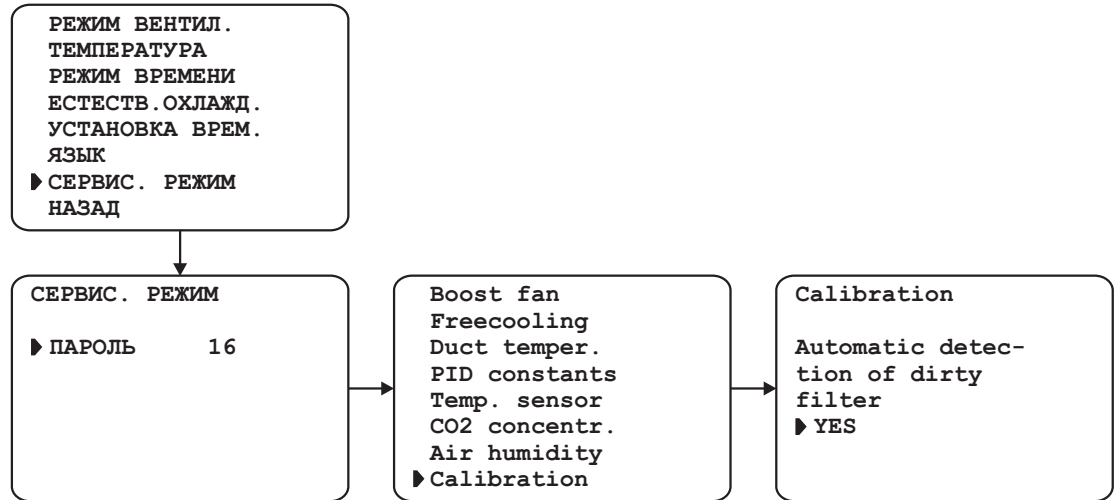 РЕЖИМ ВЕНТИЛ.
ТЕМПЕРАТУРА
РЕЖИМ ВРЕМЕНИ
ЕСТЕСТВ.ОХЛАЖД.
УСТАНОВКА ВРЕМ.
ЯЗЫК
СЕРВИС. РЕЖИМ
НАЗАД
СЕРВИС. РЕЖИМ
ПАРОЛЬ 16
Boost fan
Freecooling
Duct temper.
PID constants
Temp. sensor
CO2 concentr.
Air humidity
Calibration
Calibration
Automatic detec-
tion of dirty
filter
YES